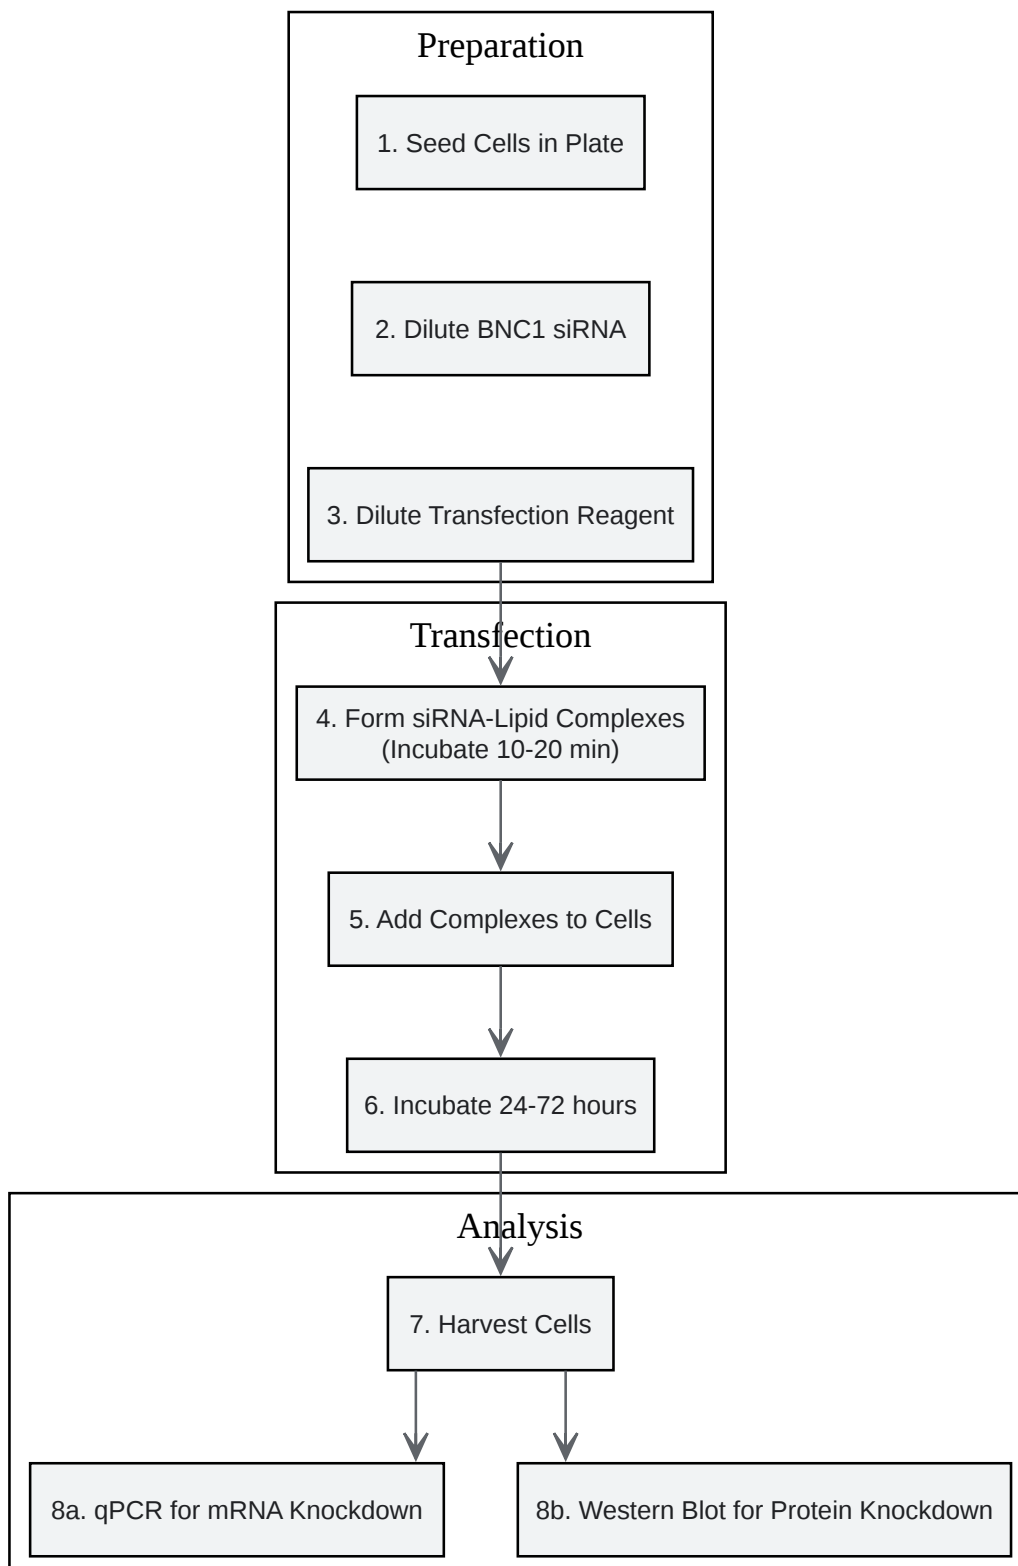 Preparation
1. Seed Cells in Plate
2. Dilute BNC1 siRNA
3. Dilute Transfection Reagent
Transfection
4. Form siRNA-Lipid Complexes
(Incubate 10-20 min)
5. Add Complexes to Cells
6. Incubate 24-72 hours
Analysis
7. Harvest Cells
8a. qPCR for mRNA Knockdown
8b. Western Blot for Protein Knockdown